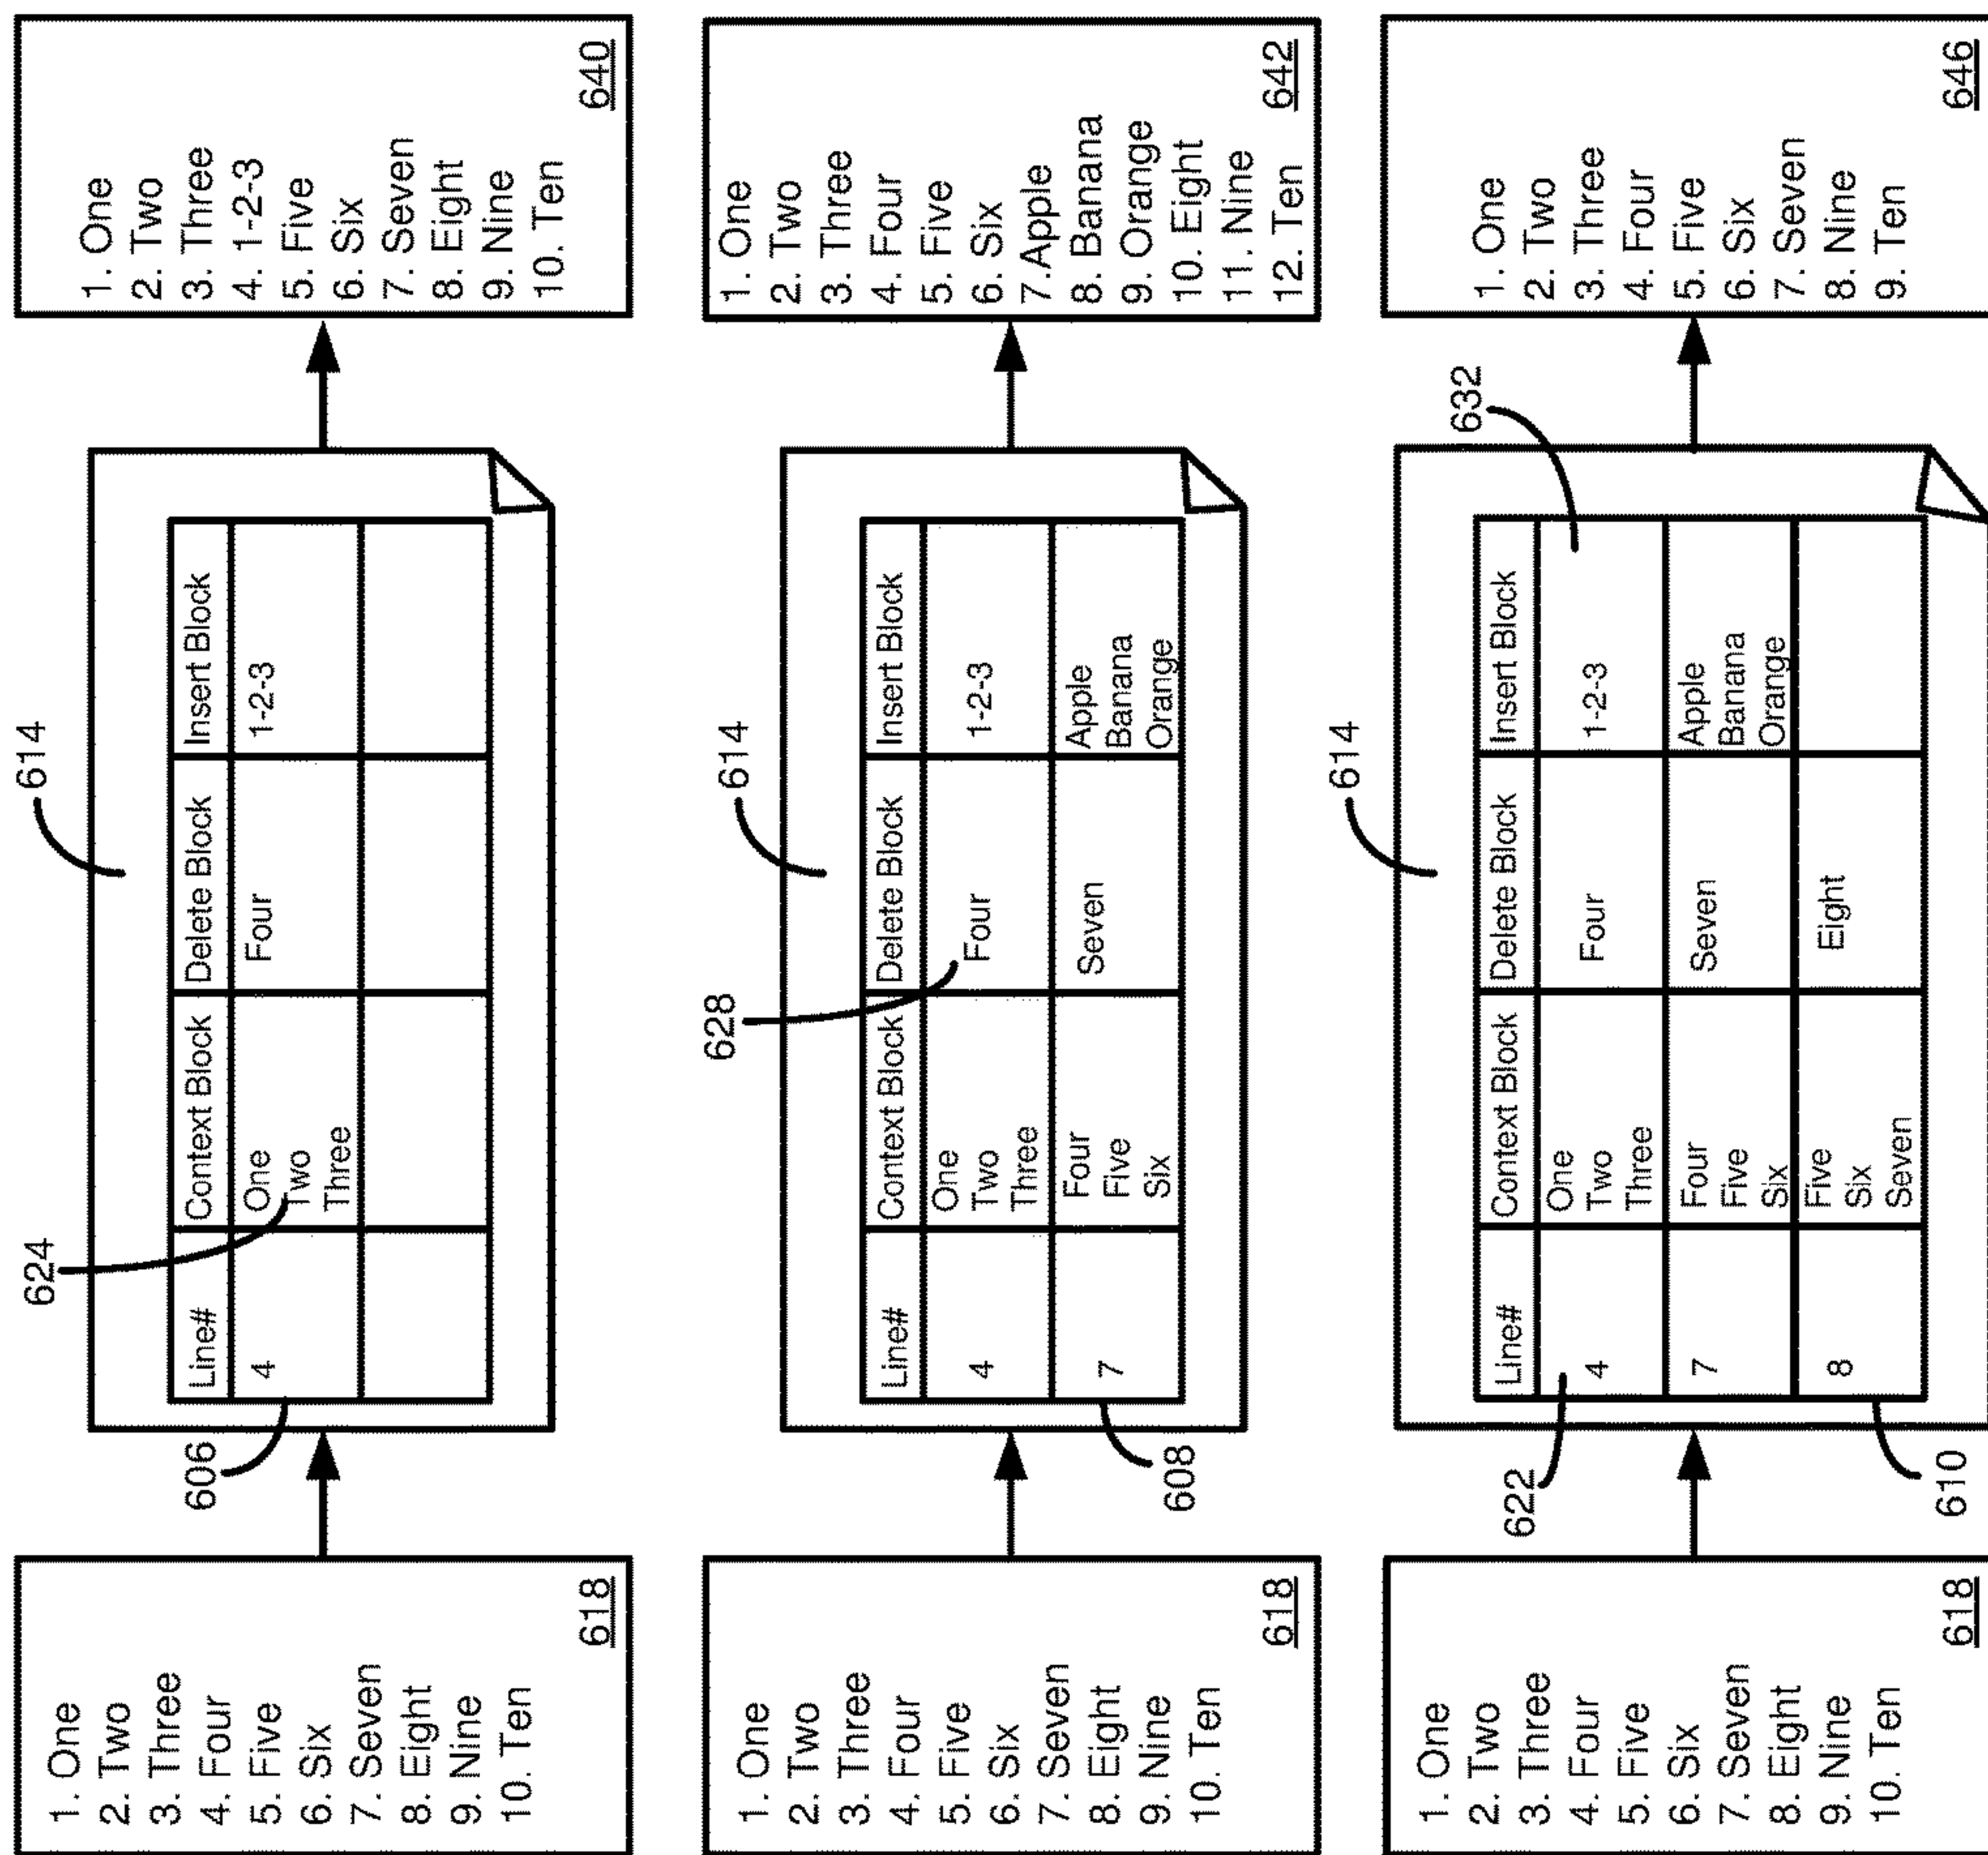 1. One
2. Two
3. Three
4. Four
5. Five
6. Six
7. Seven
8. Eight
9. Nine
10. Ten
618
606
624
614
Line# Context Block Delete Block Insert Block
4 One Four 1-2-3
Two
Three
1. One
2. Two
3. Three
4. 1-2-3
5. Five
6. Six
7. Seven
8. Eight
9. Nine
10. Ten
640
1. One
2. Two
3. Three
4. Four
5. Five
6. Six
7. Seven
8. Eight
9. Nine
10. Ten
618
608
628
614
Line# Context Block Delete Block Insert Block
One
4 Two Four 1-2-3
Three
Four Apple
7 Five Seven Banana
Six Orange
1. One
2. Two
3. Three
4. Four
5. Five
6. Six
7.Apple
8. Banana
9. Orange
10. Eight
11. Nine
12. Ten
642
1. One
2. Two
3. Three
4. Four
5. Five
6. Six
7. Seven
8. Eight
9. Nine
10. Ten
618
622
610
614
632
Line# Context Block Delete Block Insert Block
One
4 Two Four 1-2-3
Three
Four Apple
7 Five Seven Banana
Six Orange
Five
8 Six Eight
Seven
1. One
2. Two
3. Three
4. Four
5. Five
6. Six
7. Seven
8. Nine
9. Ten
646